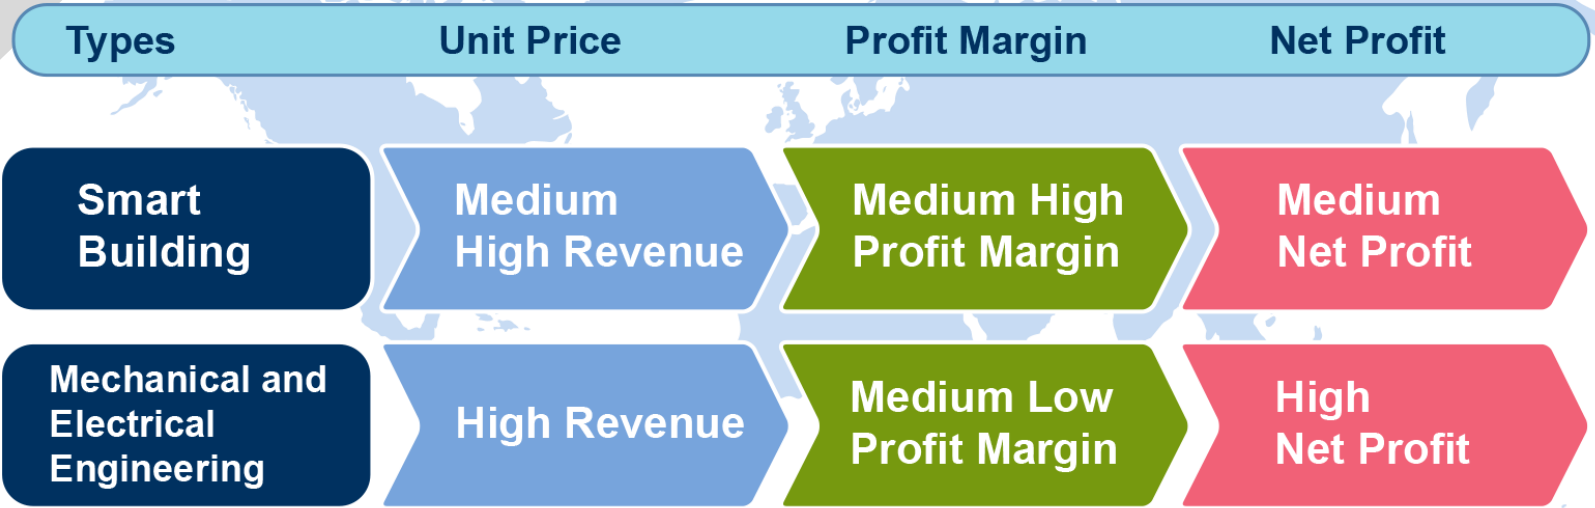 Types Unit Price Profit Margin Net Profit
Smart
Building
Medium
High Revenue
Medium High
Profit Margin
Medium
Net Profit
Mechanical and
Electrical
Engineering
High Revenue
Medium Low
Profit Margin
High
Net Profit